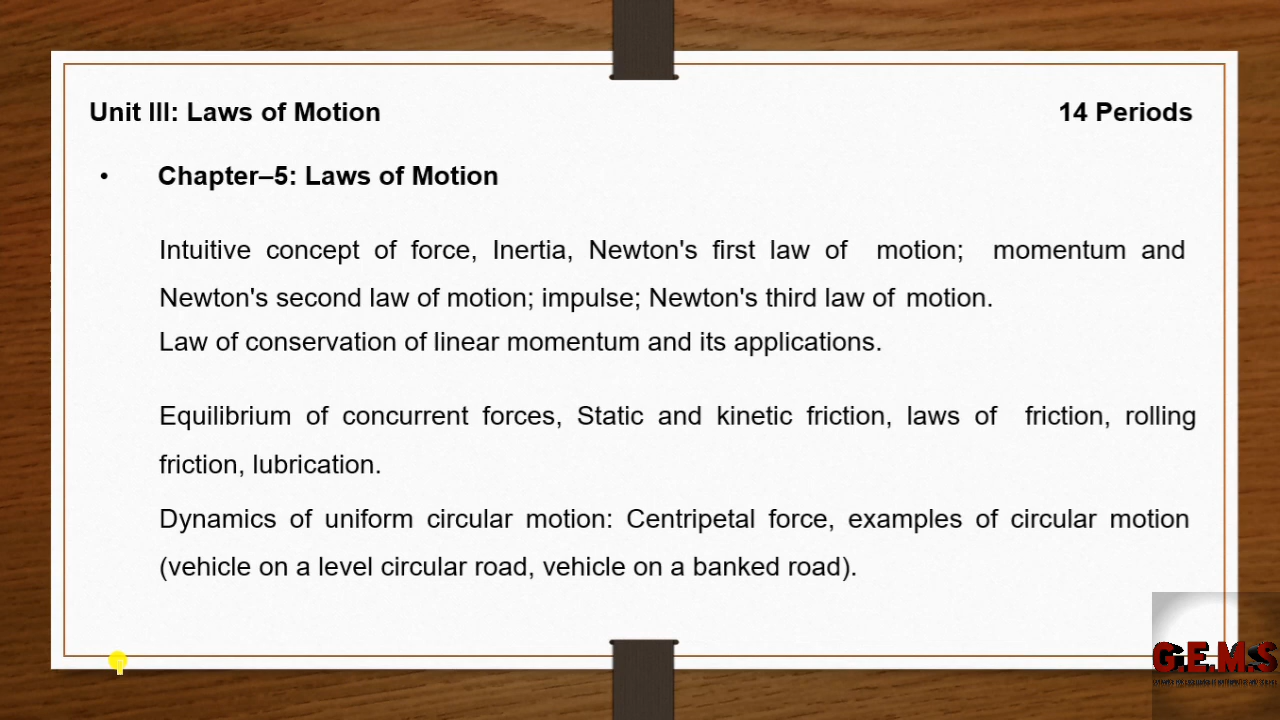 Unit III: Laws of Motion 14 Periods
• Chapter–5: Laws of Motion
Intuitive concept of force, Inertia, Newton's first law of motion; momentum and
Newton's second law of motion; impulse; Newton's third law of motion.
Law of conservation of linear momentum and its applications.
Equilibrium of concurrent forces, Static and kinetic friction, laws of friction, rolling
friction, lubrication.
Dynamics of uniform circular motion: Centripetal force, examples of circular motion
(vehicle on a level circular road, vehicle on a banked road).
G.E.M.S